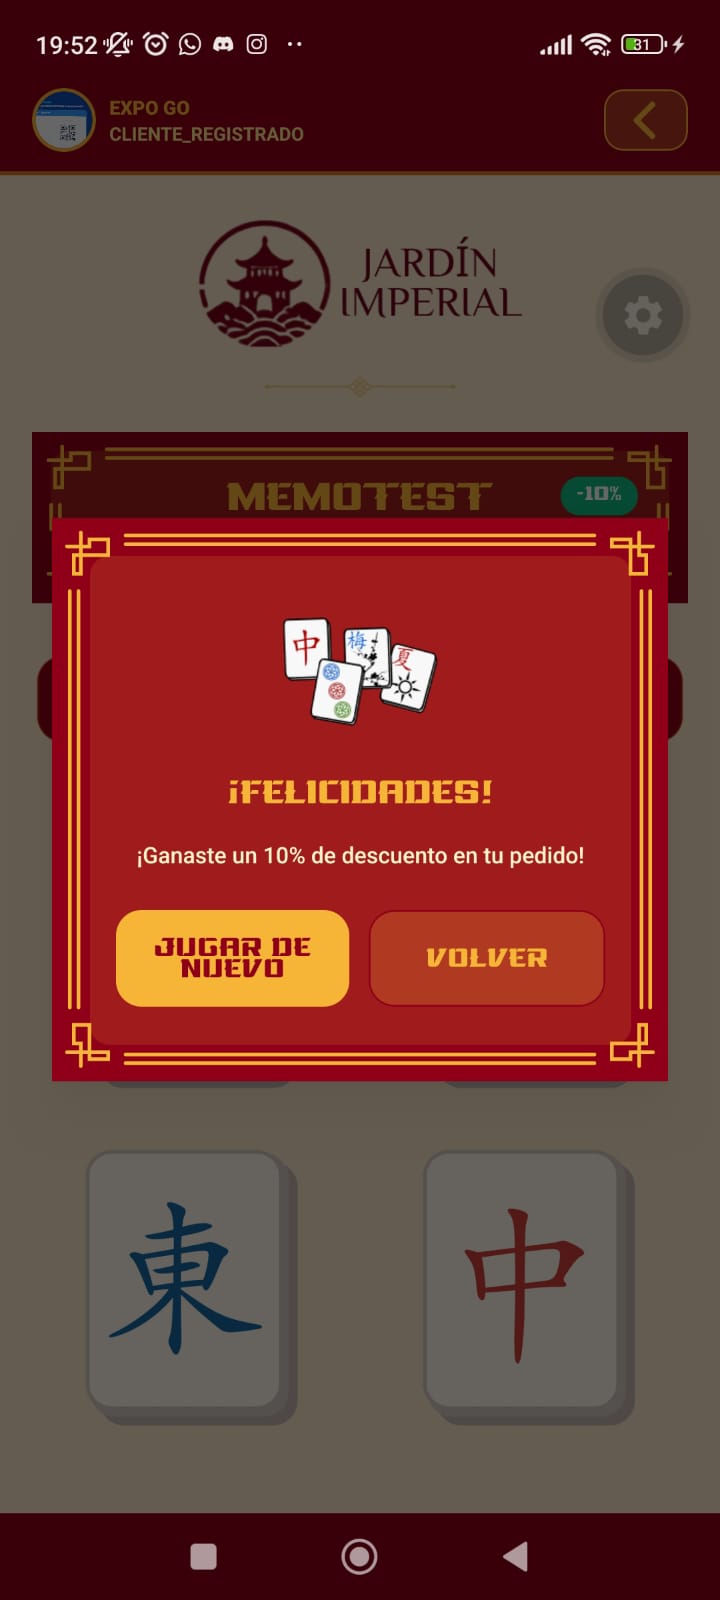 19:52
31
EXPO GO
CLIENTE_REGISTRADO
JARDÍN
IMPERIAL
MEMOTEST
-10%
中
梅
夏
¡FELICIDADES!
¡Ganaste un 10% de descuento en tu pedido!
JUGAR DE
NUEVO
VOLVER
東
中